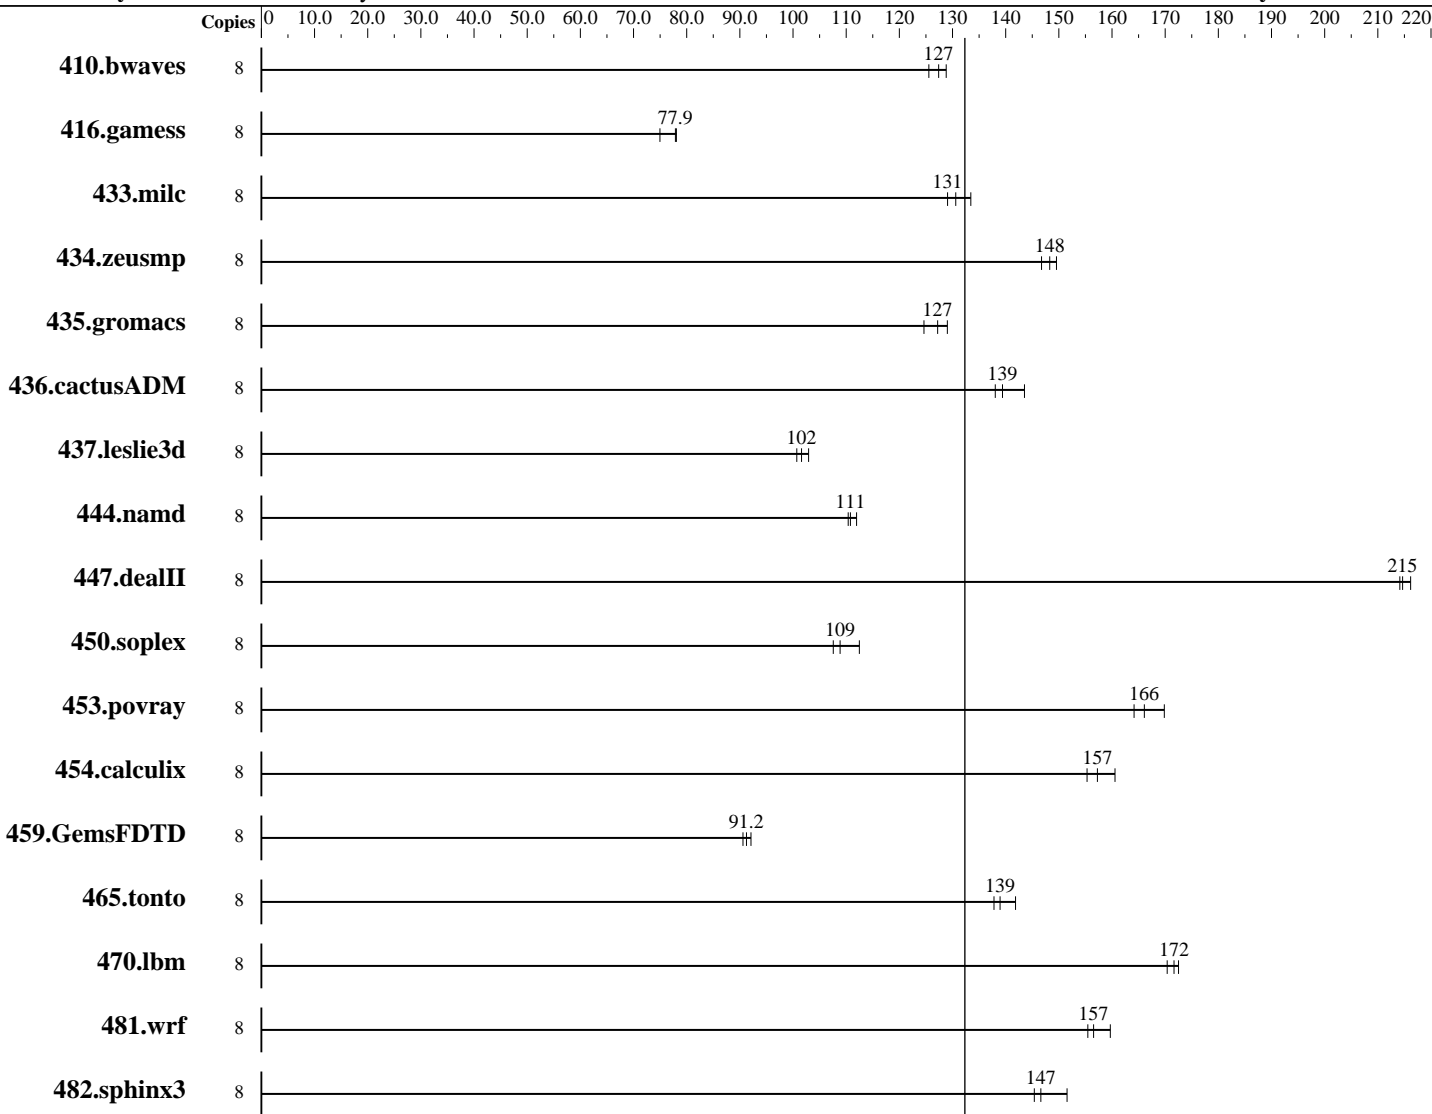 Copies 0 10.0 20.0 30.0 40.0 50.0 60.0 70.0 80.0 90.0 100 110 120 130 140 150 160 170 180 190 200 210 220
127
410.bwaves 8
77.9
416.gamess 8
131
433.milc 8
148
434.zeusmp 8
127
435.gromacs 8
139
436.cactusADM 8
102
437.leslie3d 8
111
444.namd 8
215
447.dealII 8
109
450.soplex 8
166
453.povray 8
157
454.calculix 8
91.2
459.GemsFDTD 8
139
465.tonto 8
172
470.lbm 8
157
481.wrf 8
147
482.sphinx3 8